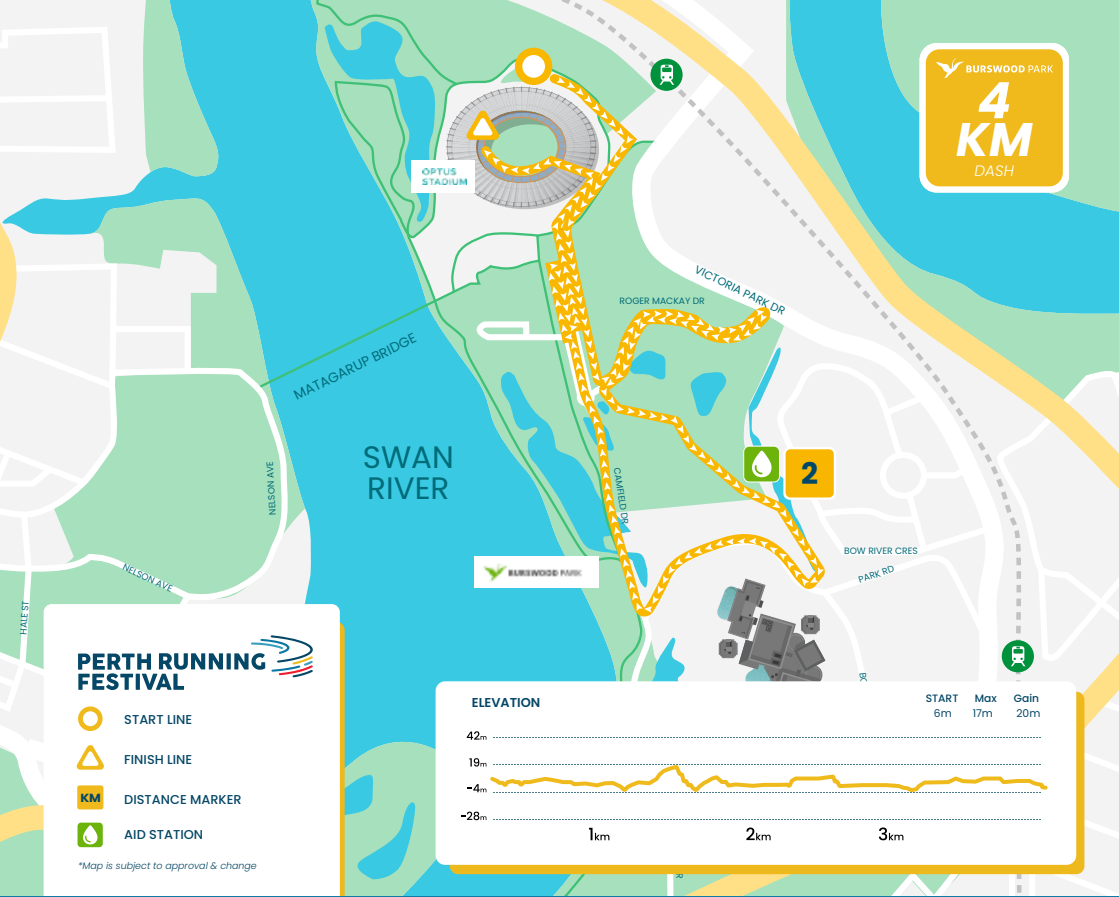 BURSWOOD PARK
4
KM
DASH
OPTUS
STADIUM
VICTORIA PARK DR
ROGER MACKAY DR
MATAGARUP BRIDGE
SWAN
RIVER
NELSON AVE
2
CAMFIELD DR
BOW RIVER CRES
PARK RD
BURSWOOD PARK
NELSON AVE
HALE ST
PERTH RUNNING
FESTIVAL
START LINE
FINISH LINE
KM DISTANCE MARKER
AID STATION
*Map is subject to approval & change
ELEVATION
START Max Gain
6m 17m 20m
42m
19m
-4m
-28m
1km 2km 3km